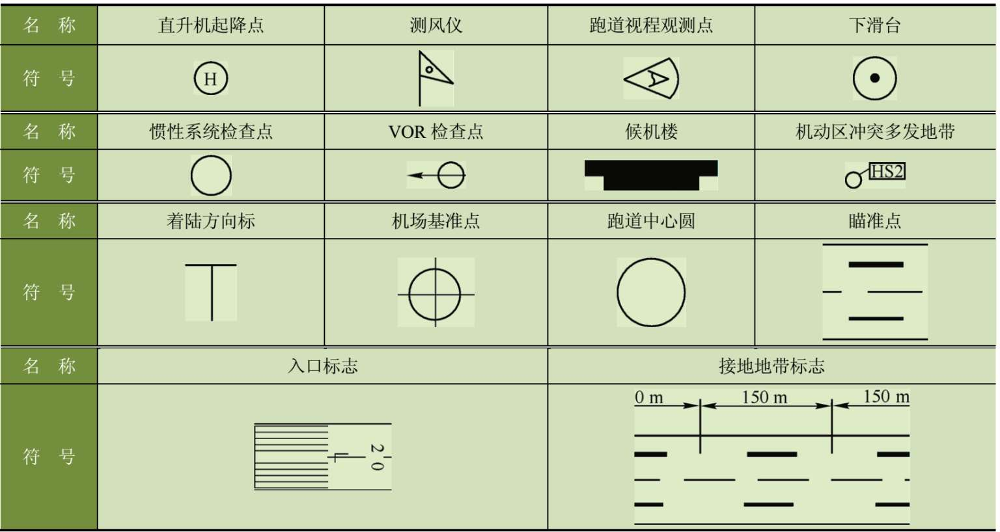 名 称 直升机起降点 测风仪 跑道视程观测点 下滑台
符 号 H
名 称 惯性系统检查点 VOR 检查点 候机楼 机动区冲突多发地带
符 号 HS2
名 称 着陆方向标 机场基准点 跑道中心圆 瞄准点
符 号
名 称 入口标志 接地地带标志
0 m 150 m 150 m
符 号 20 L